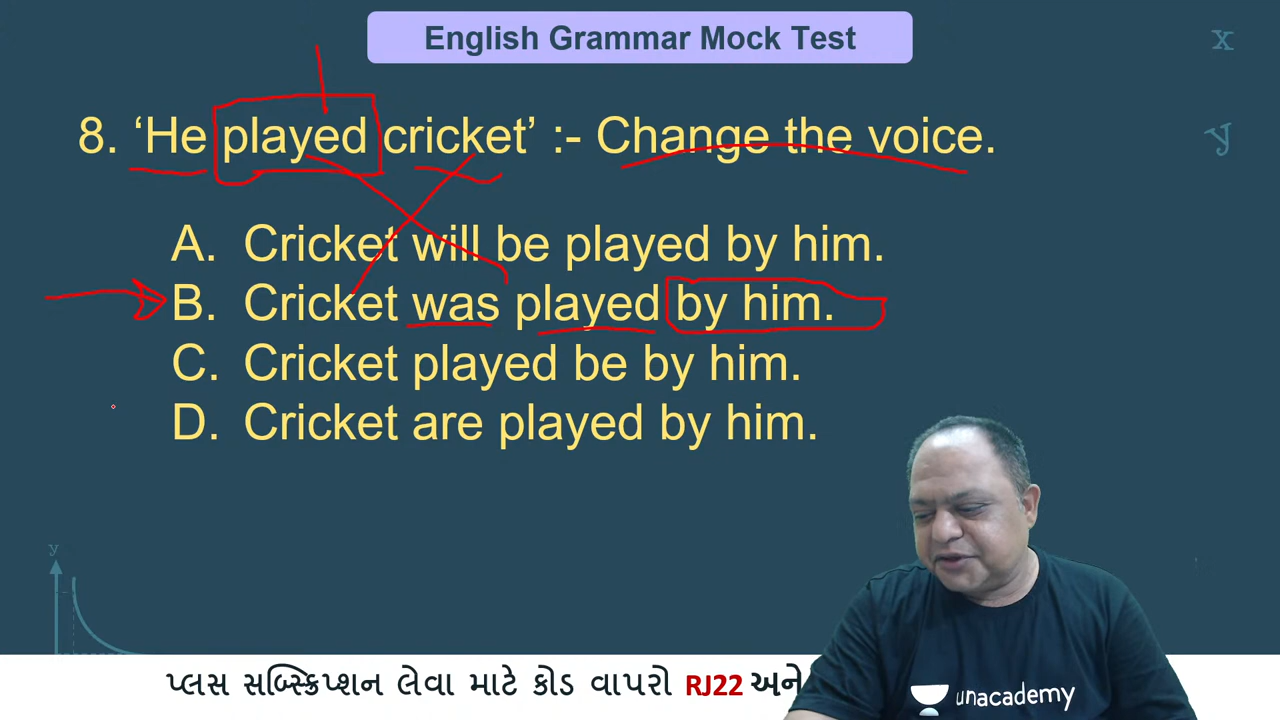 English Grammar Mock Test
x
8. ‘He played cricket’ :- Change the voice.
y
A. Cricket will be played by him.
B. Cricket was played by him.
C. Cricket played be by him.
D. Cricket are played by him.
y
પ્લસ સબ્સ્ક્રિપ્શન લેવા માટે કોડ વાપરો RJ22 અને
unacademy